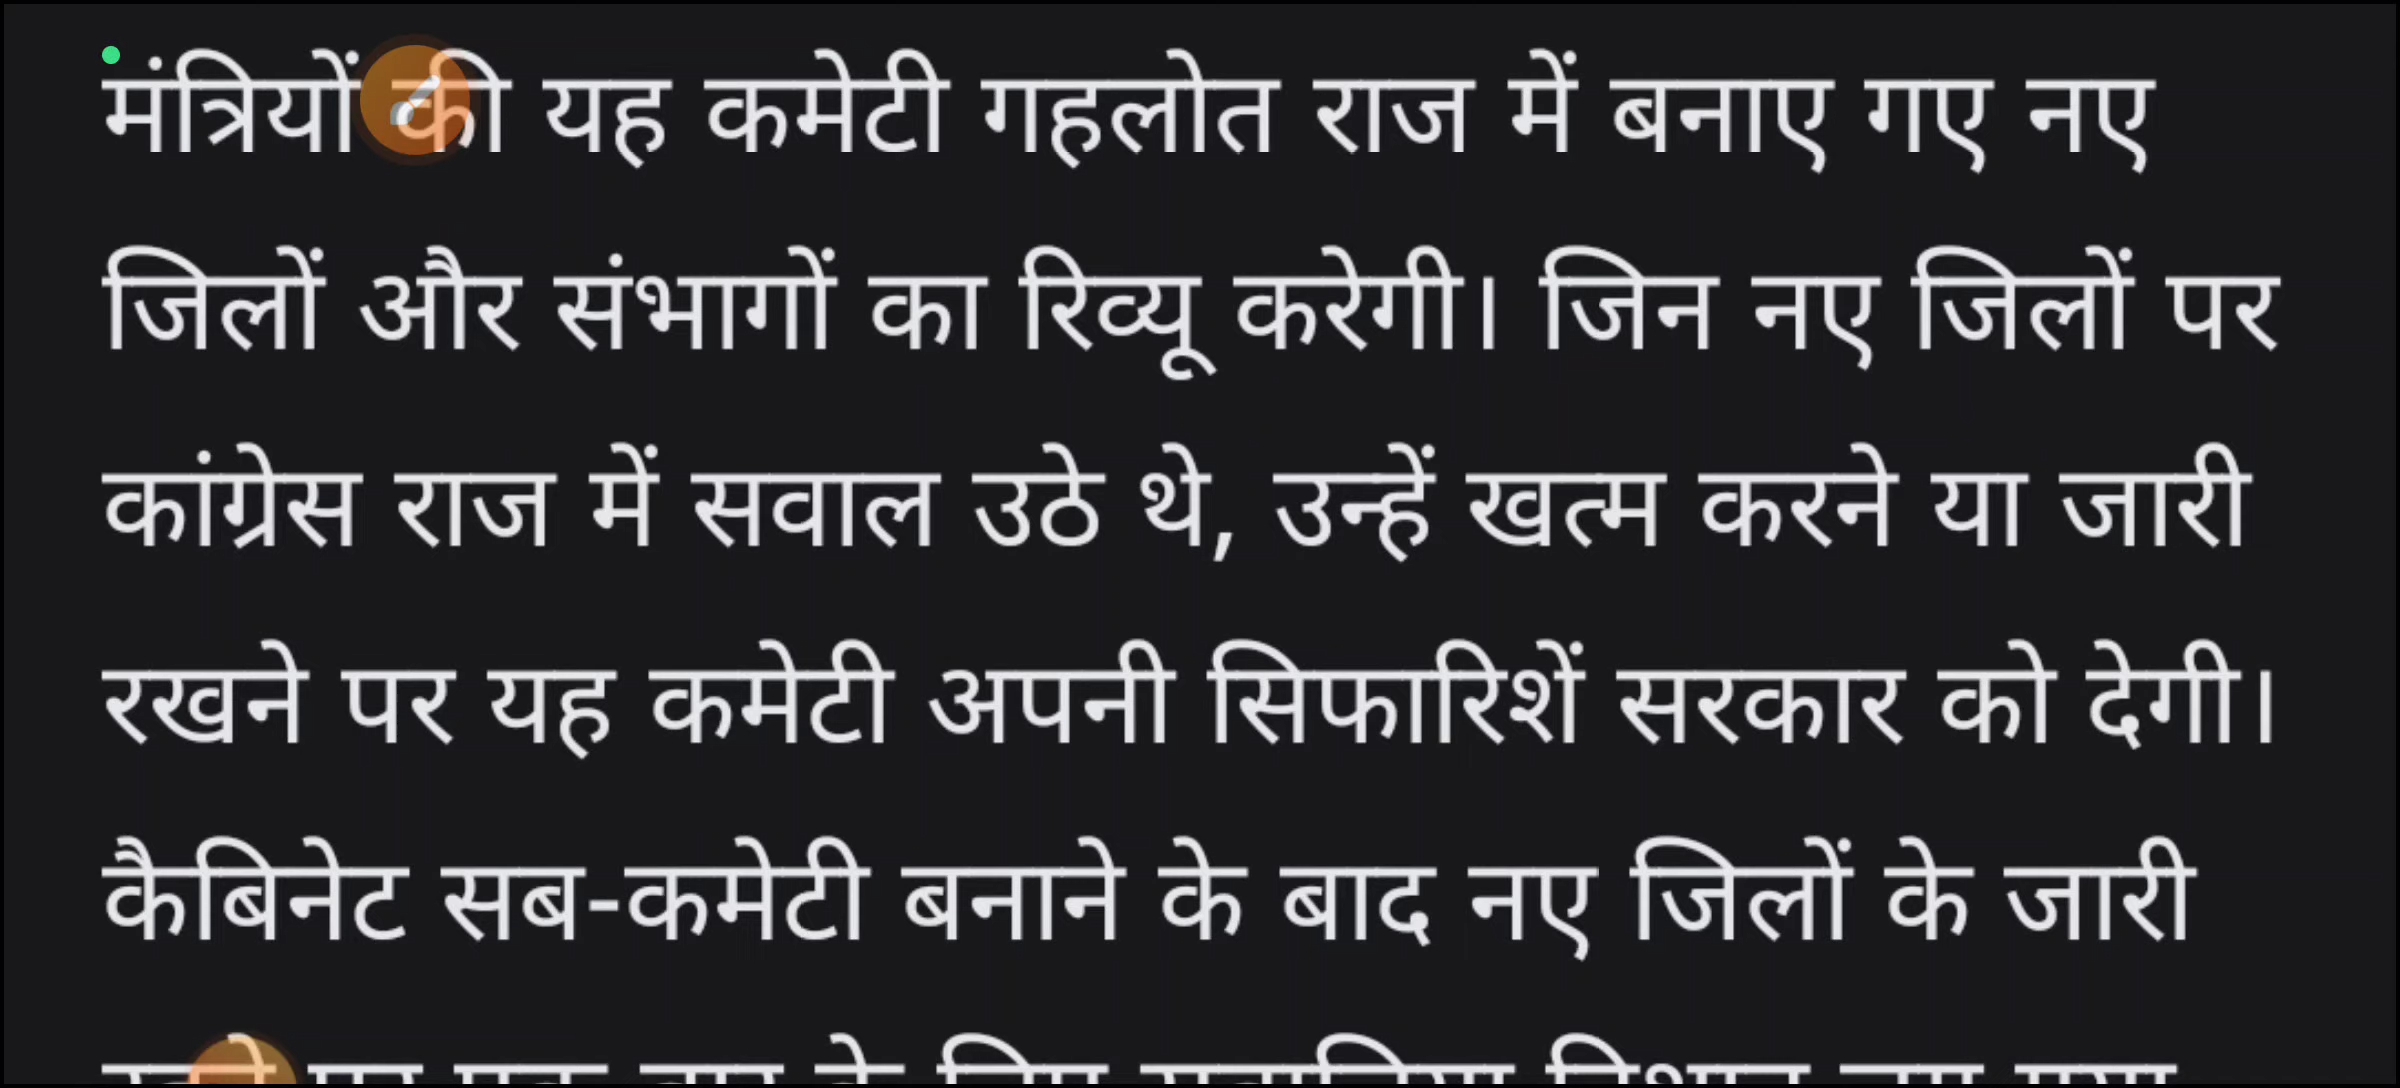 मंत्रियों की यह कमेटी गहलोत राज में बनाए गए नए
जिलों और संभागों का रिव्यू करेगी। जिन नए जिलों पर
कांग्रेस राज में सवाल उठे थे, उन्हें खत्म करने या जारी
रखने पर यह कमेटी अपनी सिफारिशें सरकार को देगी।
कैबिनेट सब-कमेटी बनाने के बाद नए जिलों के जारी